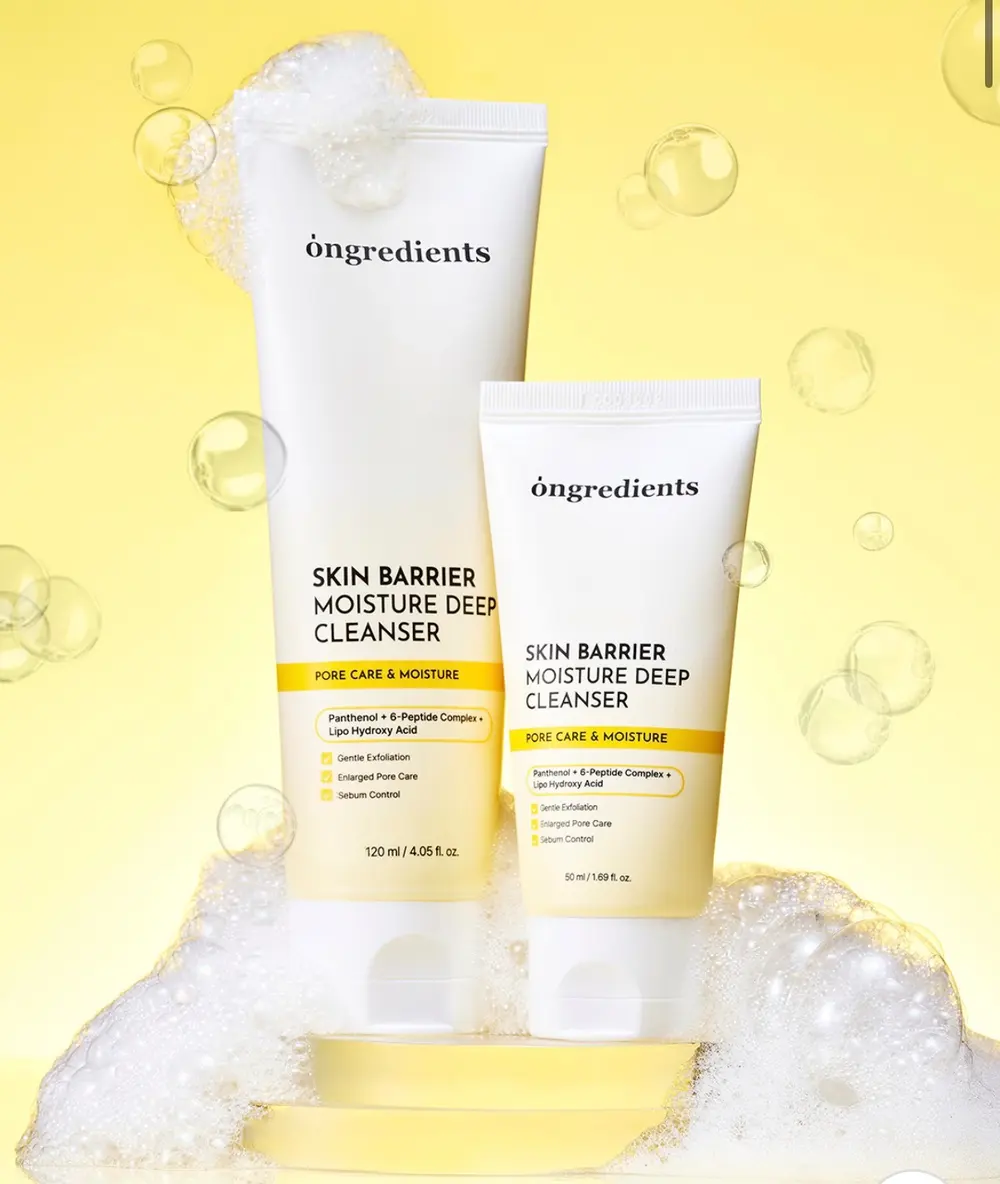 ȯngredients
SKIN BARRIER
MOISTURE DEEP
CLEANSER
PORE CARE & MOISTURE
Panthenol + 6-Peptide Complex +
Lipo Hydroxy Acid
Gentle Exfoliation
Enlarged Pore Care
Sebum Control
120 ml / 4.05 fl. oz.
ȯngredients
SKIN BARRIER
MOISTURE DEEP
CLEANSER
PORE CARE & MOISTURE
Panthenol + 6-Peptide Complex +
Lipo Hydroxy Acid
Gentle Exfoliation
Enlarged Pore Care
Sebum Control
50 ml / 1.69 fl. oz.